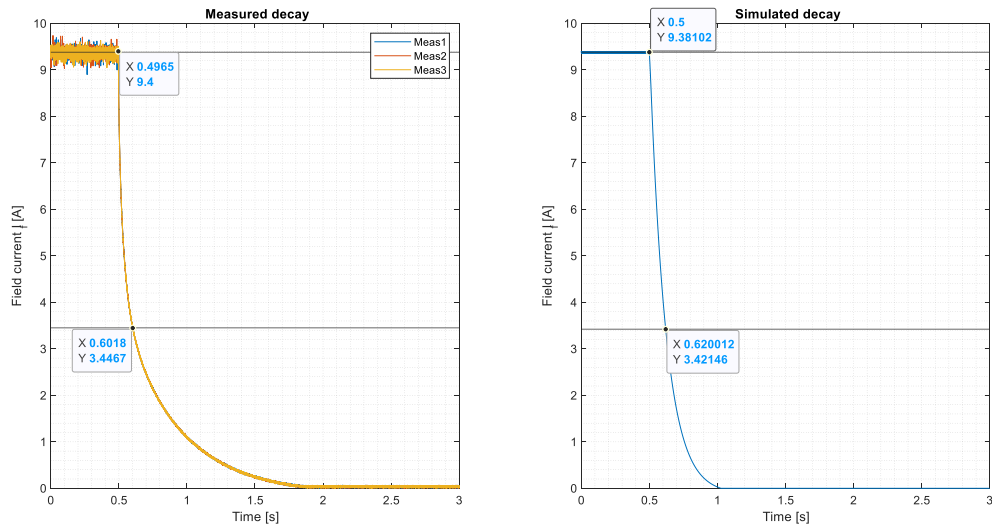 Measured decay
10
9
8
7
6
5
4
3
2
1
0
0
0.5
1
1.5
2
2.5
3
Field current I_f [A]
Time [s]
Meas1
Meas2
Meas3
X 0.4965
Y 9.4
X 0.6018
Y 3.4467
Simulated decay
10
9
8
7
6
5
4
3
2
1
0
0
0.5
1
1.5
2
2.5
3
Field current I_f [A]
Time [s]
X 0.5
Y 9.38102
X 0.620012
Y 3.42146